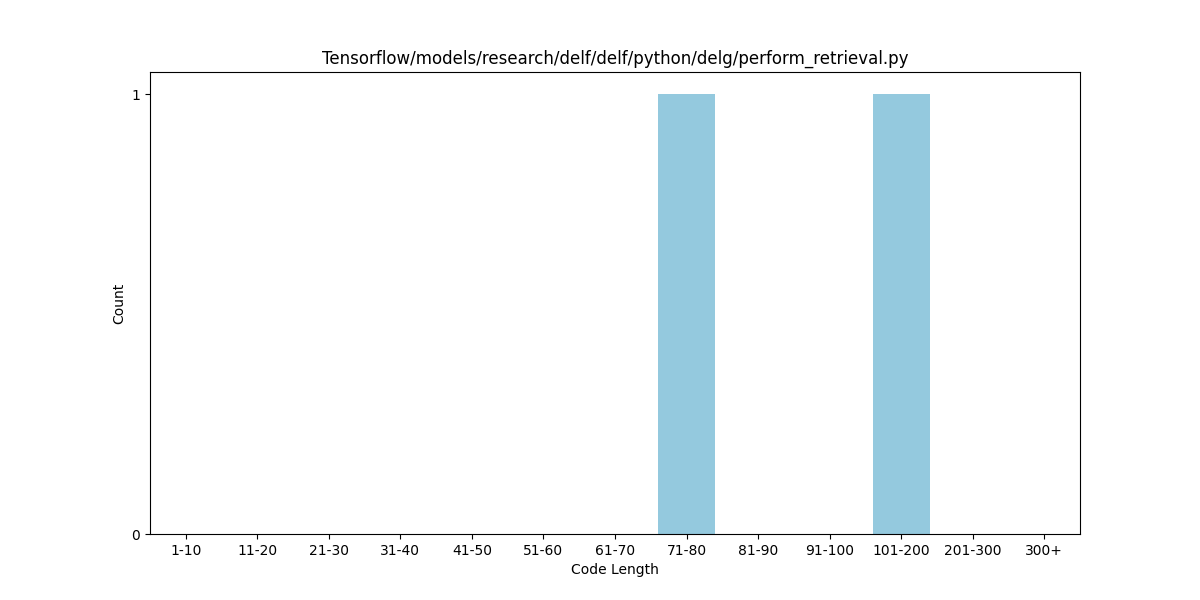 Tensorflow/models/research/delf/delf/python/delg/perform_retrieval.py
Count
1
0
1-10 11-20 21-30 31-40 41-50 51-60 61-70 71-80 81-90 91-100 101-200 201-300 300+
Code Length